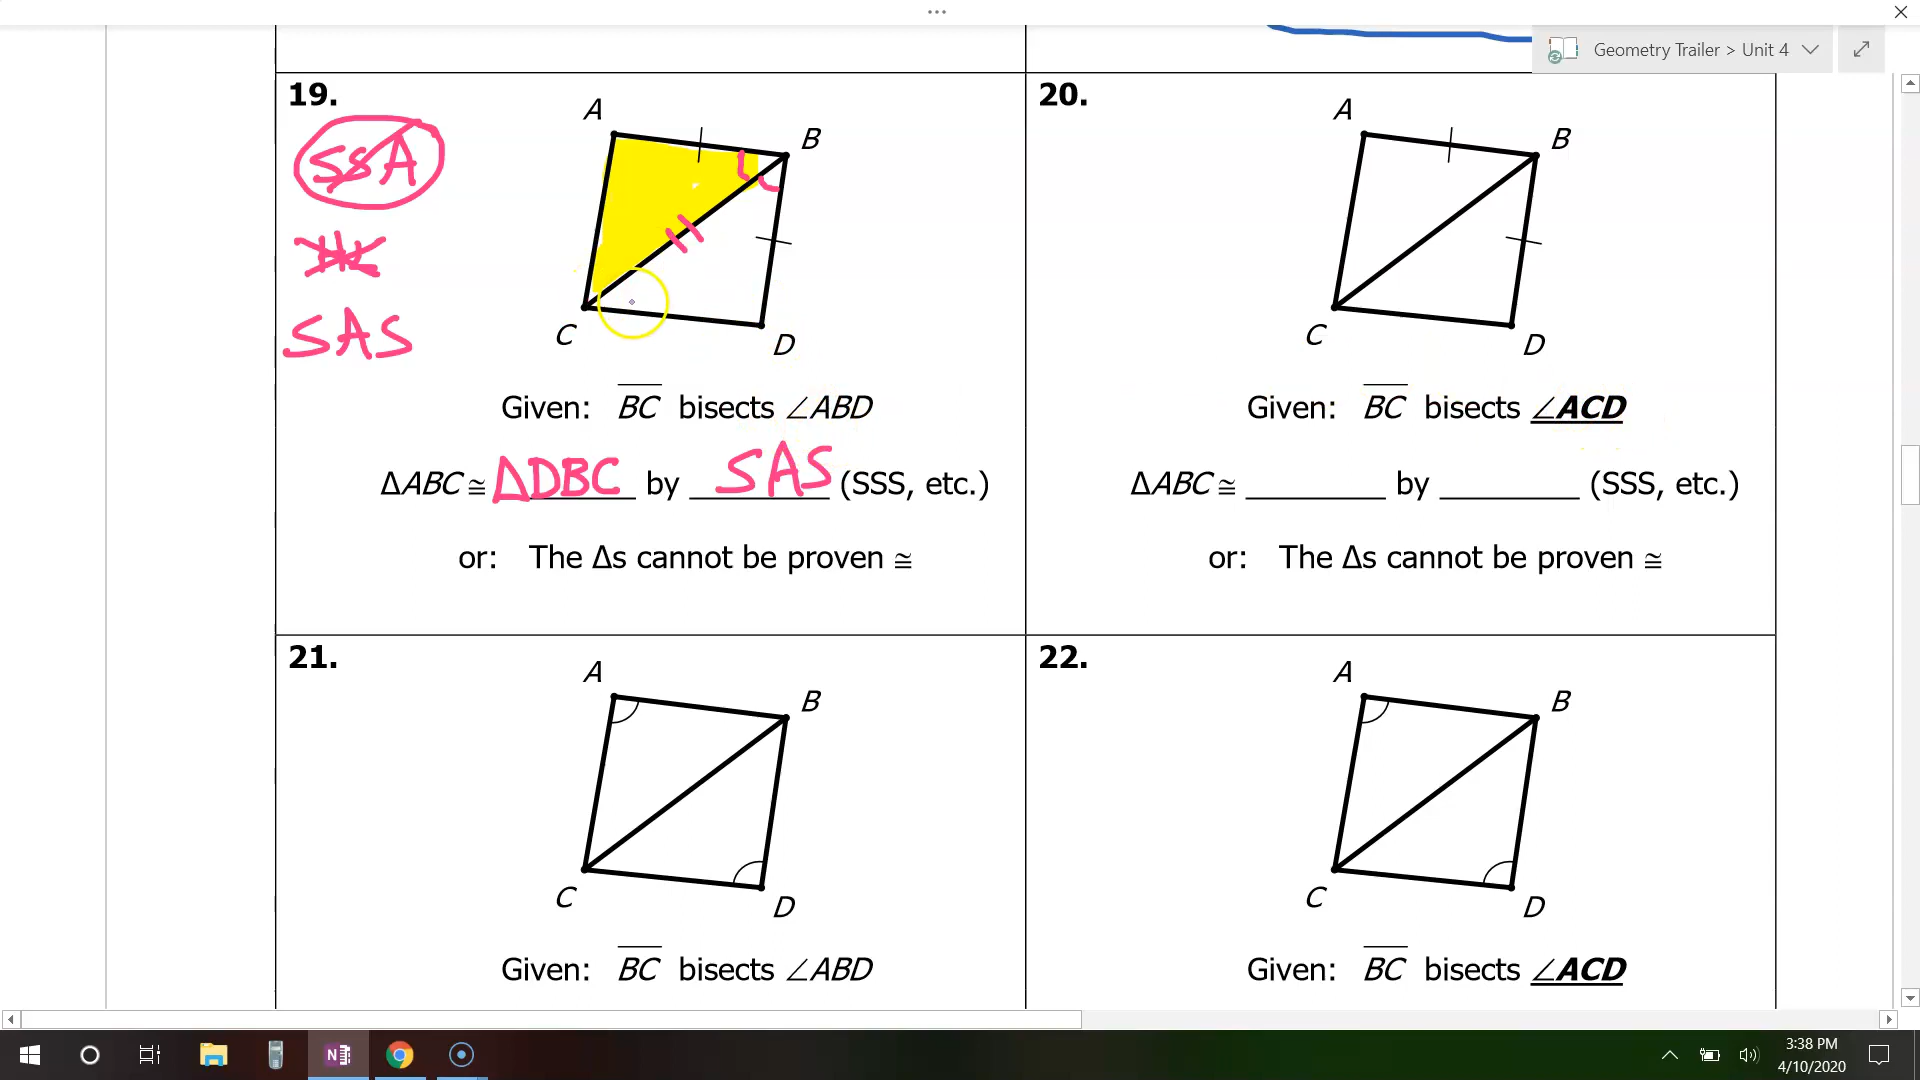 Geometry Trailer > Unit 4
19.
SSA
SAS
A
B
C
D
Given: BC bisects ∠ABD
ΔABC ≅ ΔDBC by SAS (SSS, etc.)
or: The Δs cannot be proven ≅
20.
A
B
C
D
Given: BC bisects ∠ACD
ΔABC ≅ ________ by ________ (SSS, etc.)
or: The Δs cannot be proven ≅
21.
A
B
C
D
Given: BC bisects ∠ABD
22.
A
B
C
D
Given: BC bisects ∠ACD
3:38 PM
4/10/2020